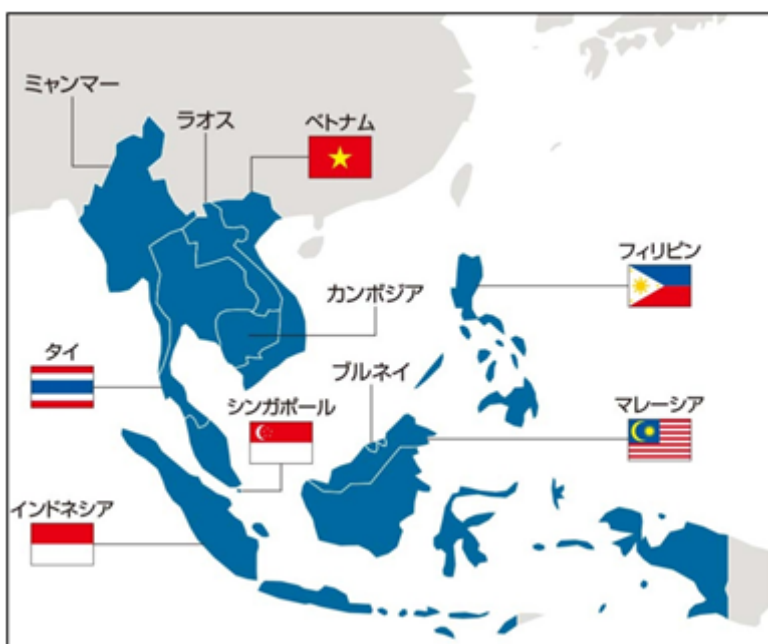 ミャンマー
ラオス
ベトナム
フィリピン
カンボジア
タイ
ブルネイ
シンガポール
マレーシア
インドネシア